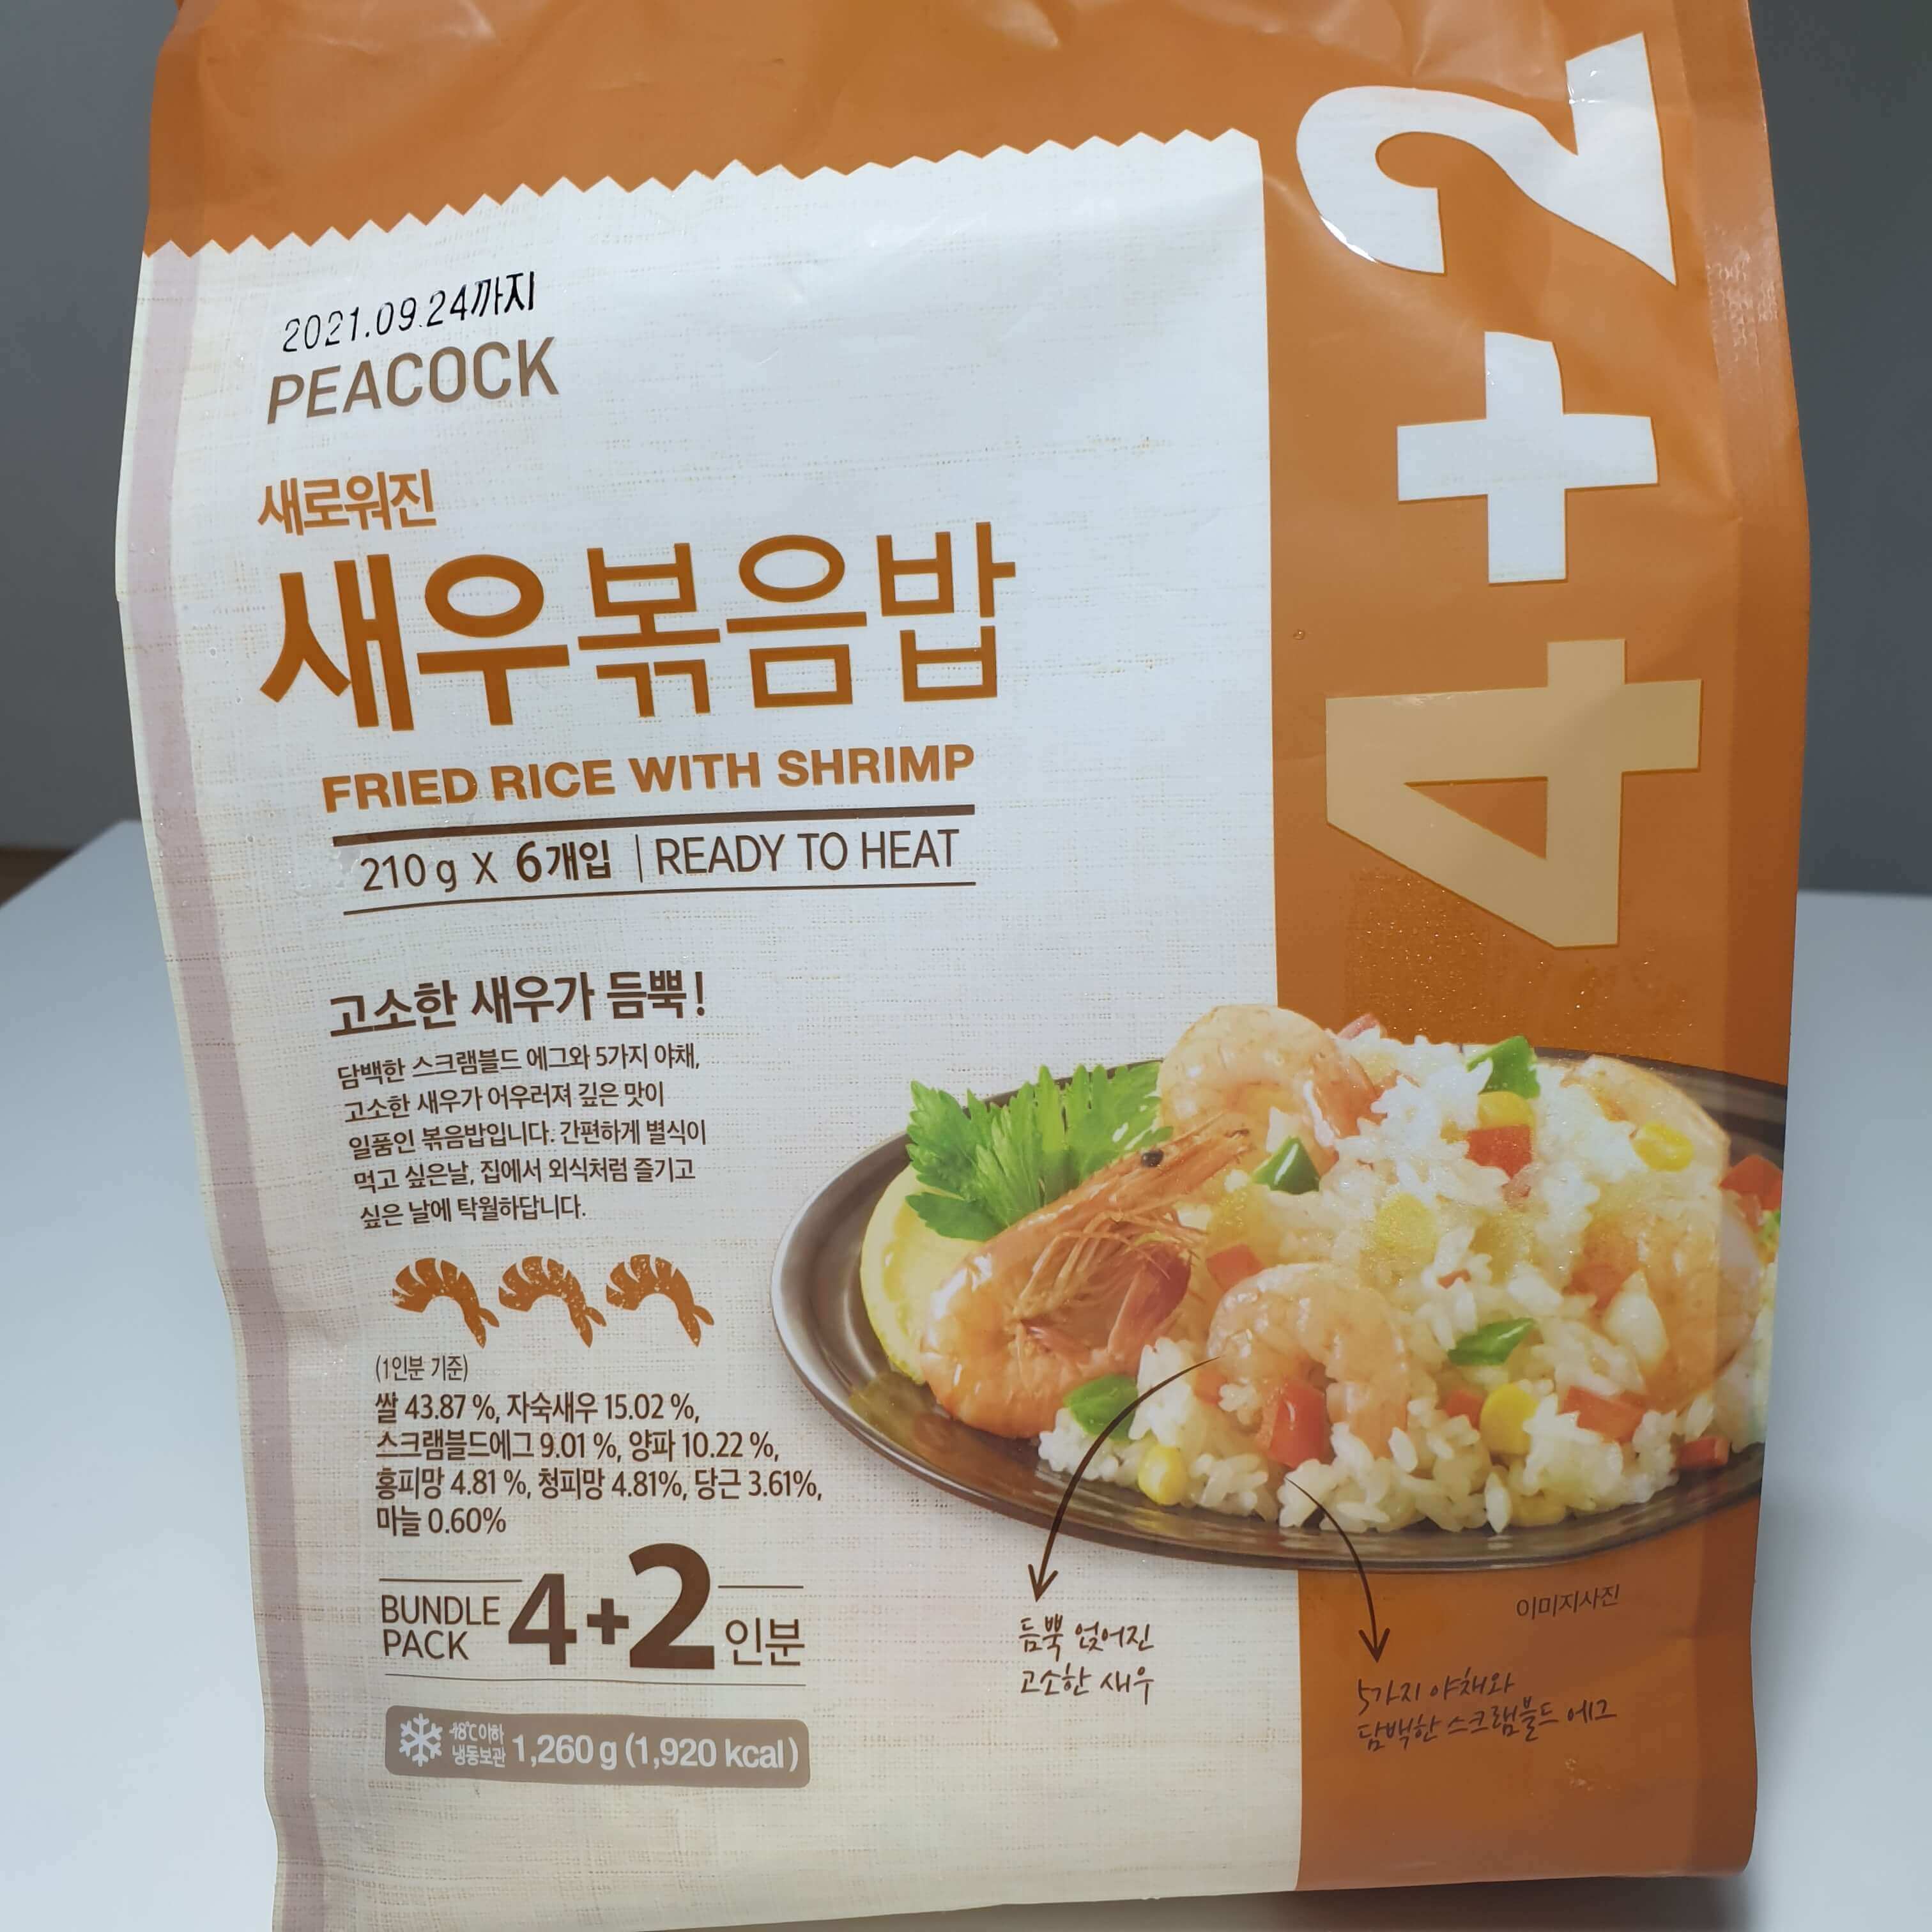 2021.09.24까지
PEACOCK
새로워진
새우볶음밥
FRIED RICE WITH SHRIMP
210 g X 6개입 | READY TO HEAT
고소한 새우가 듬뿍!
담백한 스크램블드 에그와 5가지 야채,
고소한 새우가 어우러져 깊은 맛이
일품인 볶음밥입니다. 간편하게 별식이
먹고 싶은날, 집에서 외식처럼 즐기고
싶은 날에 탁월하답니다.
(1인분 기준)
쌀 43.87 %, 자숙새우 15.02 %,
스크램블드에그 9.01 %, 양파 10.22 %,
홍피망 4.81 %, 청피망 4.81%, 당근 3.61%,
마늘 0.60%
BUNDLE
PACK
4+2 인분
-18℃ 이하
냉동보관
1,260 g (1,920 kcal)
4+2
듬뿍 얹어진
고소한 새우
이미지사진
5가지 야채와
담백한 스크램블드 에그